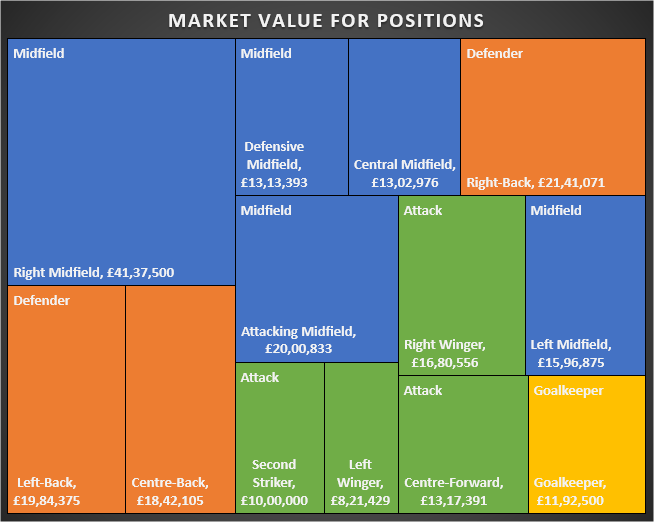 MARKET VALUE FOR POSITIONS
Midfield
Right Midfield, £41,37,500
Midfield
Defensive
Midfield,
£13,13,393
Central Midfield,
£13,02,976
Defender
Right-Back, £21,41,071
Midfield
Attacking Midfield,
£20,00,833
Attack
Right Winger,
£16,80,556
Midfield
Left Midfield,
£15,96,875
Defender
Left-Back,
£19,84,375
Centre-Back,
£18,42,105
Attack
Second
Striker,
£10,00,000
Left
Winger,
£8,21,429
Attack
Centre-Forward,
£13,17,391
Goalkeeper
Goalkeeper,
£11,92,500